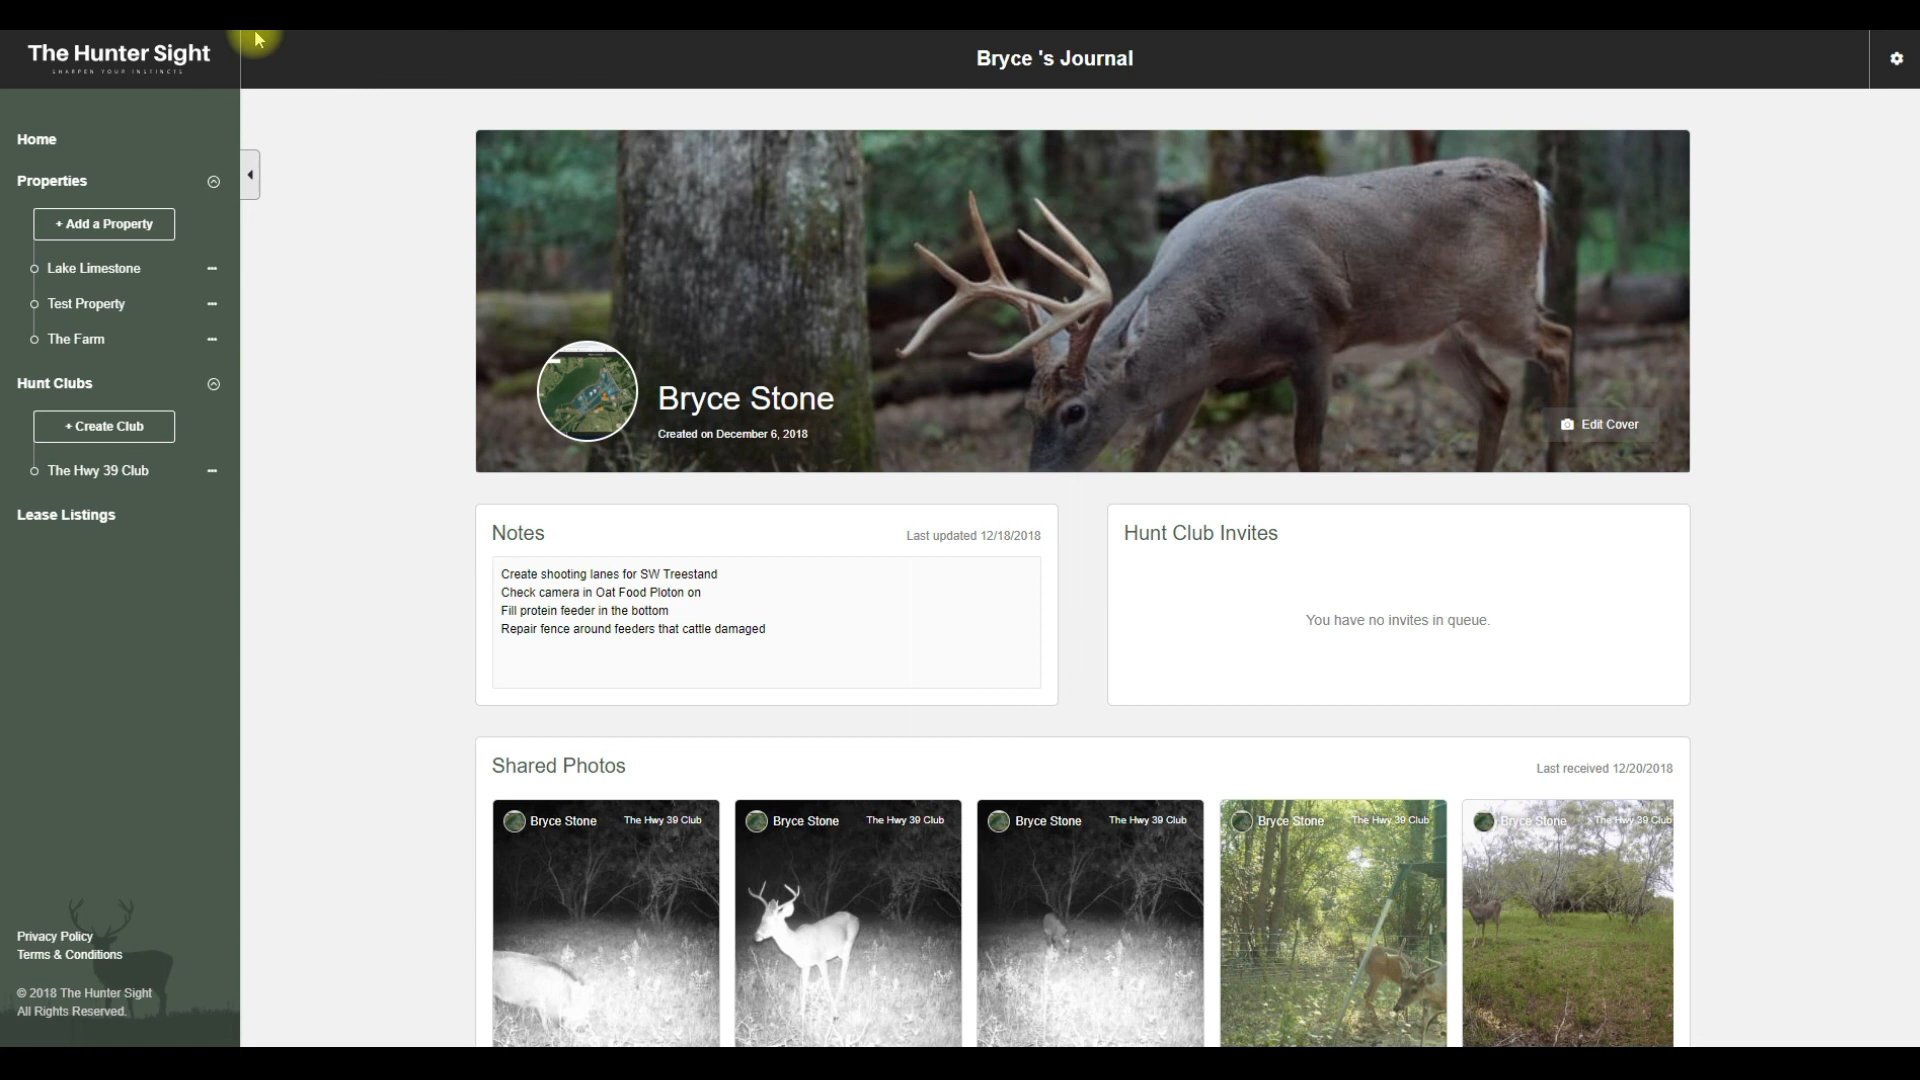 The Hunter Sight
SHARPEN YOUR INSTINCTS
Bryce 's Journal
Home
Properties
+ Add a Property
Lake Limestone
Test Property
The Farm
Hunt Clubs
+ Create Club
The Hwy 39 Club
Lease Listings
Privacy Policy
Terms & Conditions
© 2018 The Hunter Sight
All Rights Reserved.
Bryce Stone
Created on December 6, 2018
Edit Cover
Notes
Last updated 12/18/2018
Create shooting lanes for SW Treestand
Check camera in Oat Food Ploton on
Fill protein feeder in the bottom
Repair fence around feeders that cattle damaged
Hunt Club Invites
You have no invites in queue.
Shared Photos
Last received 12/20/2018
Bryce Stone The Hwy 39 Club
Bryce Stone The Hwy 39 Club
Bryce Stone The Hwy 39 Club
Bryce Stone The Hwy 39 Club
Bryce Stone The Hwy 39 Club